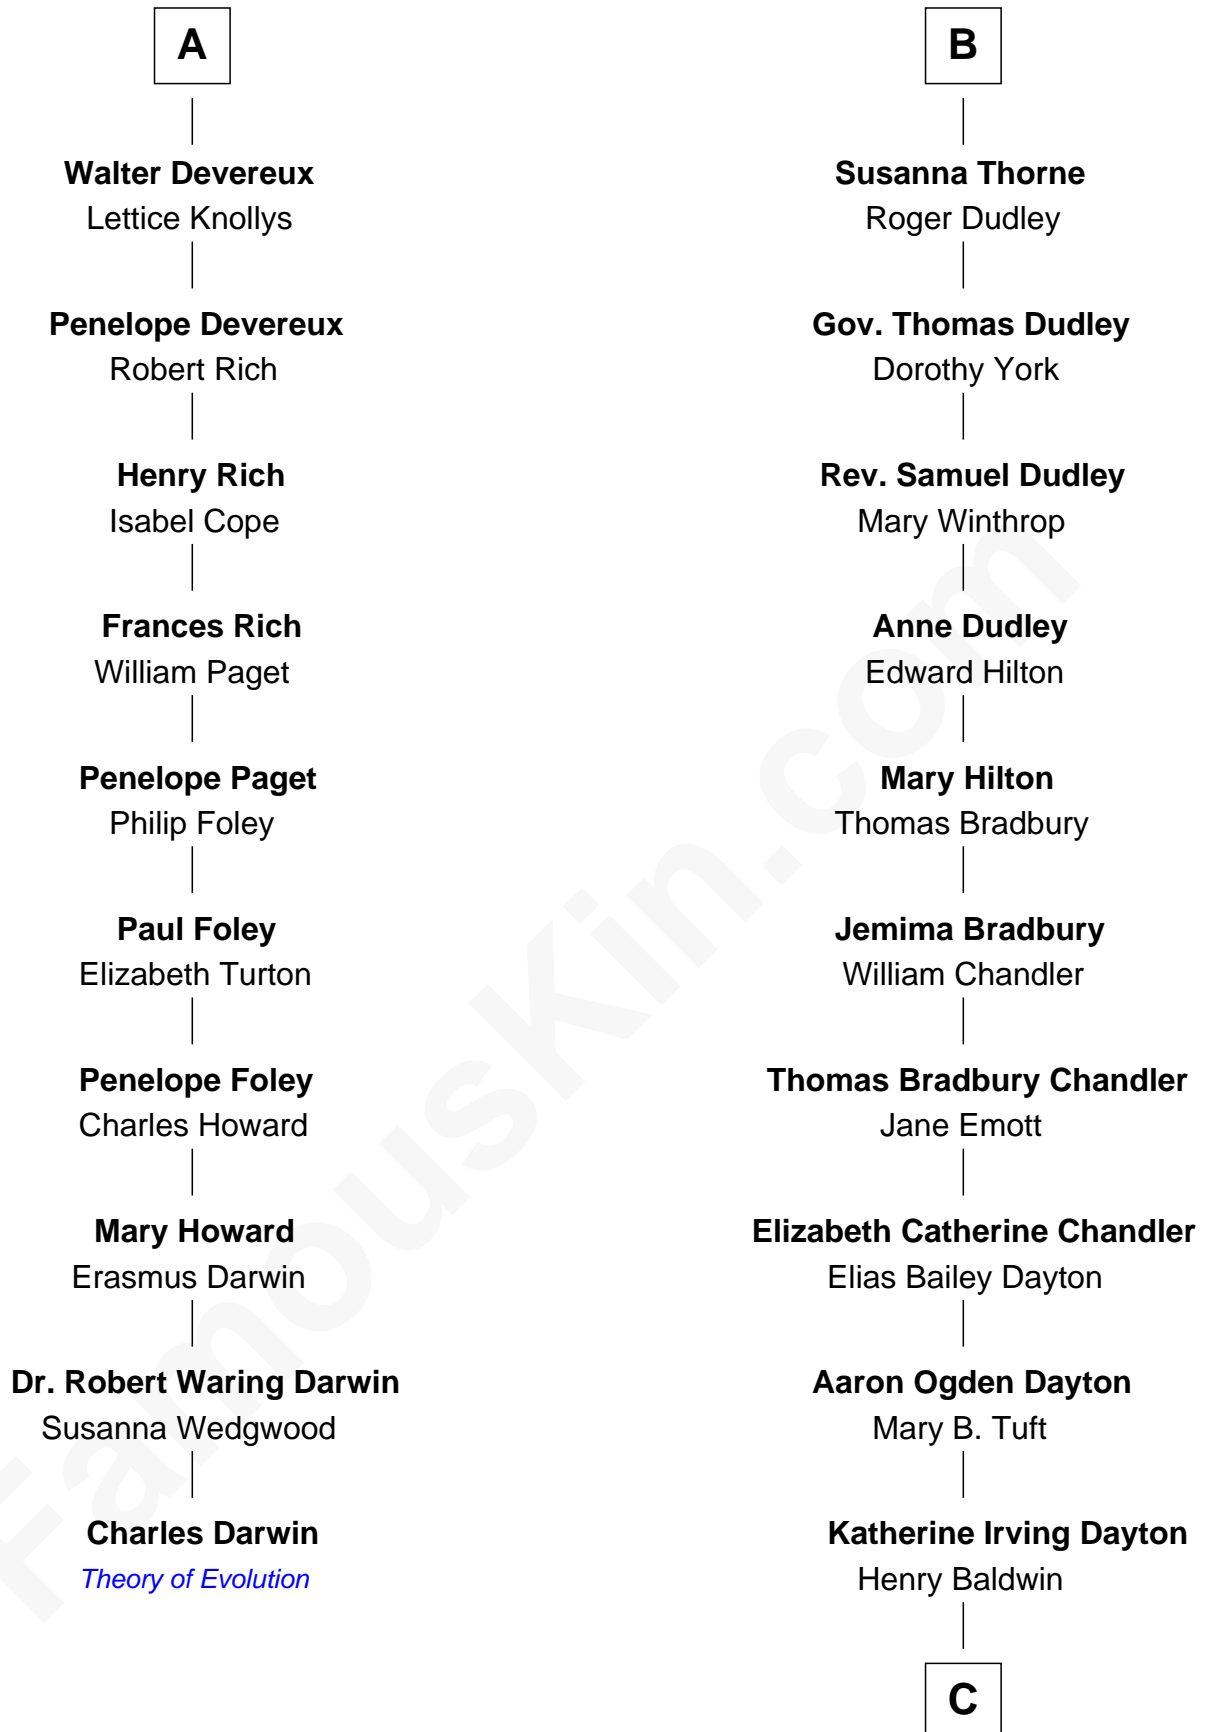 A
Walter Devereux
Lettice Knollys
Penelope Devereux
Robert Rich
Henry Rich
Isabel Cope
Frances Rich
William Paget
Penelope Paget
Philip Foley
Paul Foley
Elizabeth Turton
Penelope Foley
Charles Howard
Mary Howard
Erasmus Darwin
Dr. Robert Waring Darwin
Susanna Wedgwood
Charles Darwin
Theory of Evolution
B
Susanna Thorne
Roger Dudley
Gov. Thomas Dudley
Dorothy York
Rev. Samuel Dudley
Mary Winthrop
Anne Dudley
Edward Hilton
Mary Hilton
Thomas Bradbury
Jemima Bradbury
William Chandler
Thomas Bradbury Chandler
Jane Emott
Elizabeth Catherine Chandler
Elias Bailey Dayton
Aaron Ogden Dayton
Mary B. Tuft
Katherine Irving Dayton
Henry Baldwin
C
FamousKin.com